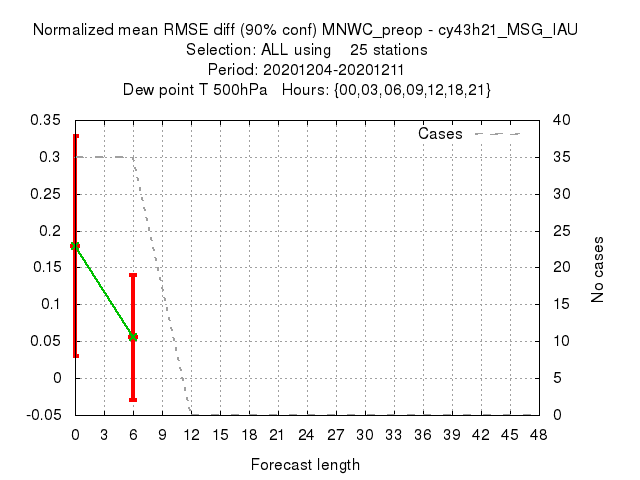 Normalized mean RMSE diff (90% conf) MNWC_preop - cy43h21_MSG_IAU
Selection: ALL using 25 stations
Period: 20201204-20201211
Dew point T 500hPa Hours: {00,03,06,09,12,18,21}
Cases
0.35
0.3
0.25
0.2
0.15
0.1
0.05
0
-0.05
40
35
30
25
20
15
10
5
0
No cases
0 3 6 9 12 15 18 21 24 27 30 33 36 39 42 45 48
Forecast length